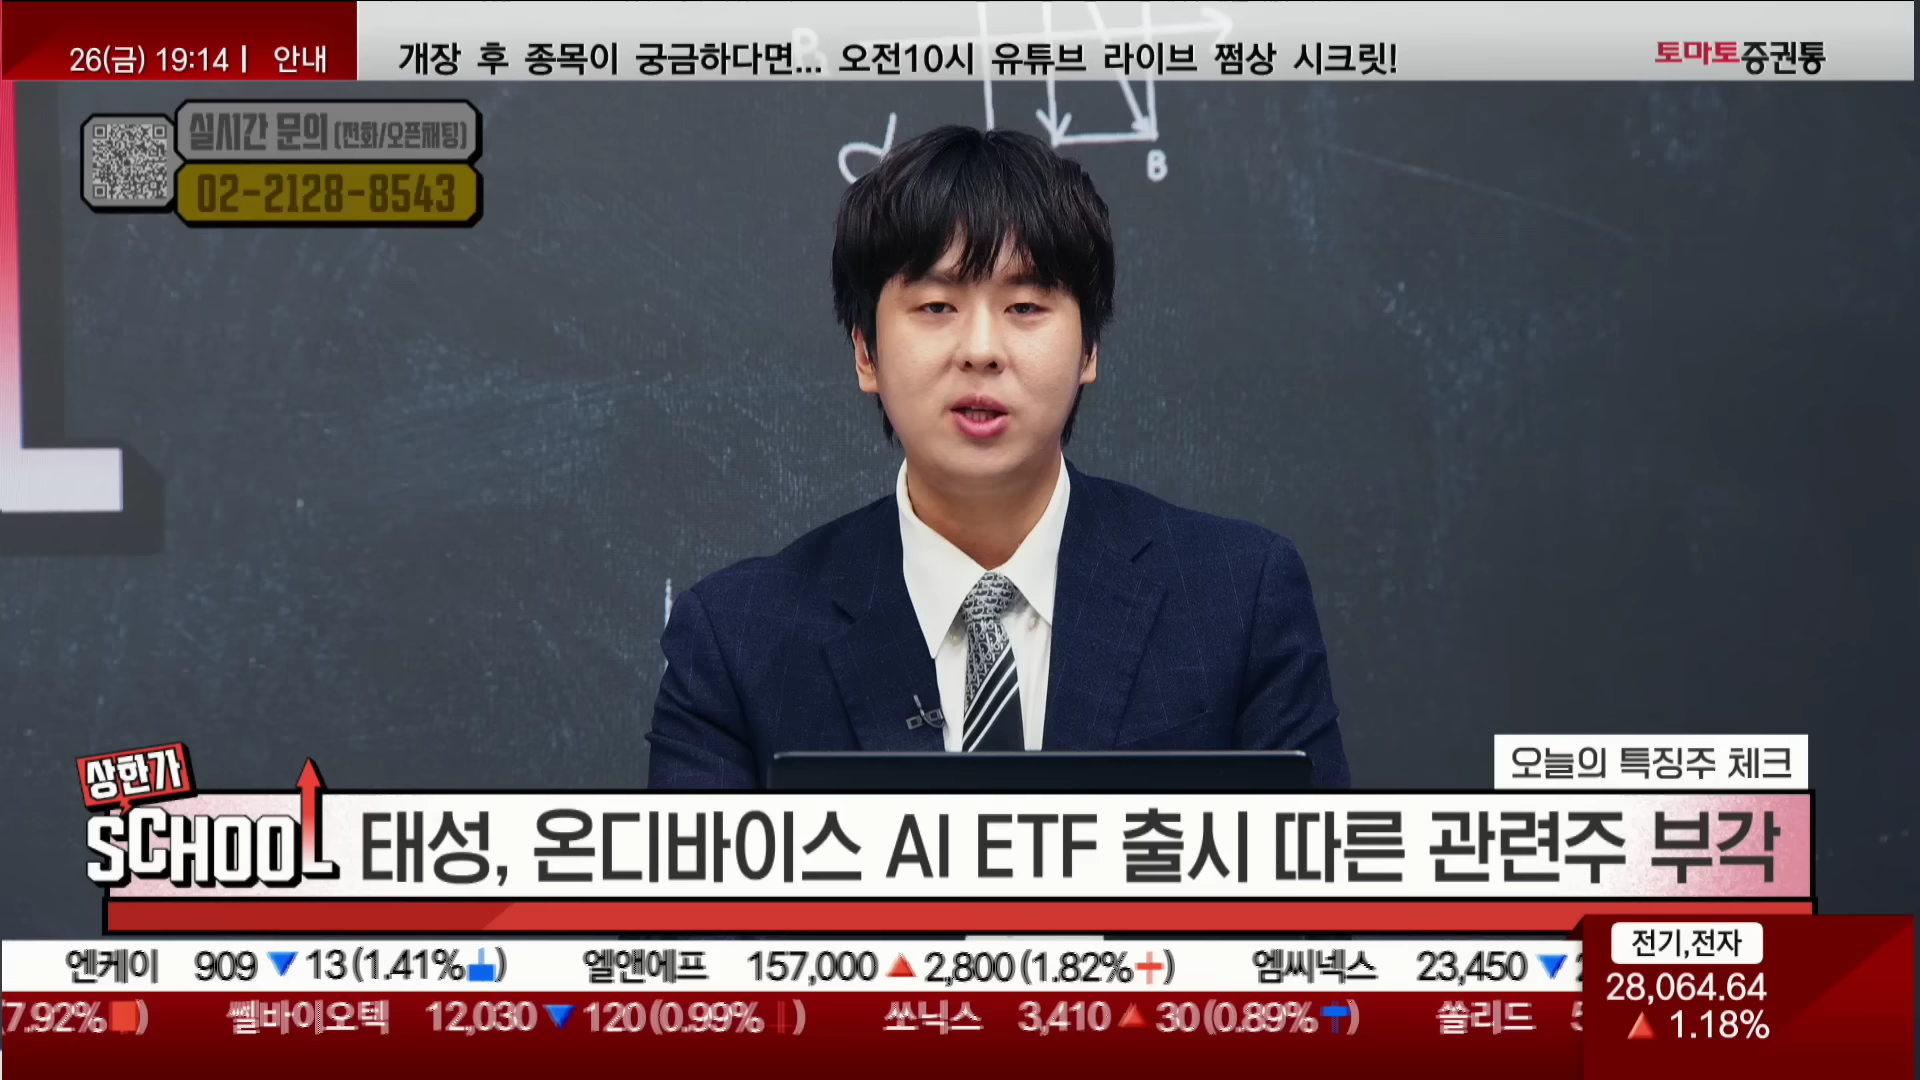 26(금) 19:14 | 안내
개장 후 종목이 궁금하다면... 오전10시 유튜브 라이브 쩜상 시크릿!
토마토증권통
실시간 문의 (전화/오픈채팅)
02-2128-8543
B
오늘의 특징주 체크
상한가
SCHOOL
태성, 온디바이스 AI ETF 출시 따른 관련주 부각
엔케이 909 ▼ 13 (1.41%) 엘앤에프 157,000 ▲ 2,800 (1.82%) 엠씨넥스 23,450 ▼
7.92% ) 쎌바이오텍 12,030 ▼ 120 (0.99%) 쏘닉스 3,410 ▲ 30 (0.89%) 쏠리드
전기,전자
28,064.64
▲ 1.18%